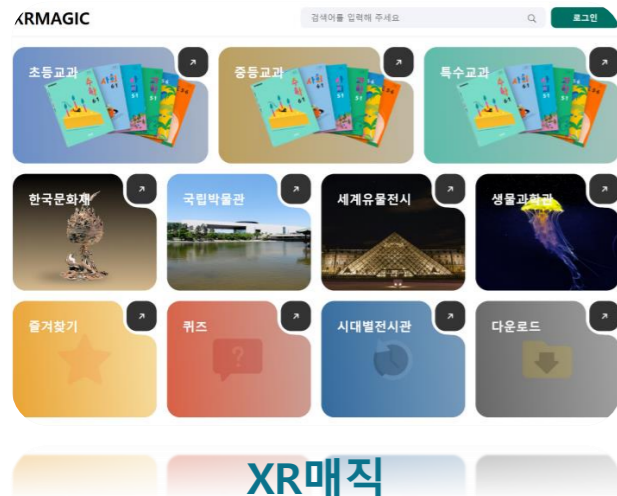 XRMAGIC
검색어를 입력해 주세요
로그인
초등교과
중등교과
특수교과
한국문화재
국립박물관
세계유물전시
생물과학관
즐겨찾기
퀴즈
시대별전시관
다운로드
XR매직